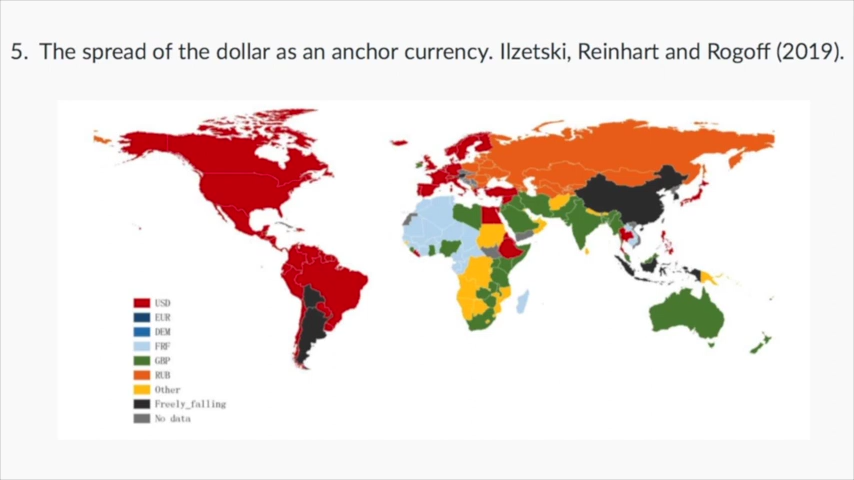 5. The spread of the dollar as an anchor currency. Ilzetski, Reinhart and Rogoff (2019).
USD
EUR
DEM
FRF
GBP
RUB
Other
Freely_falling
No data